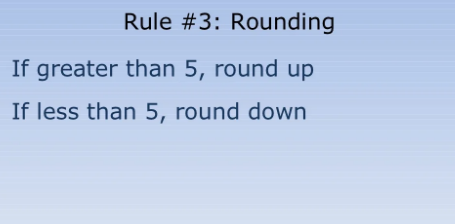 Rule #3: Rounding
If greater than 5, round up
If less than 5, round down